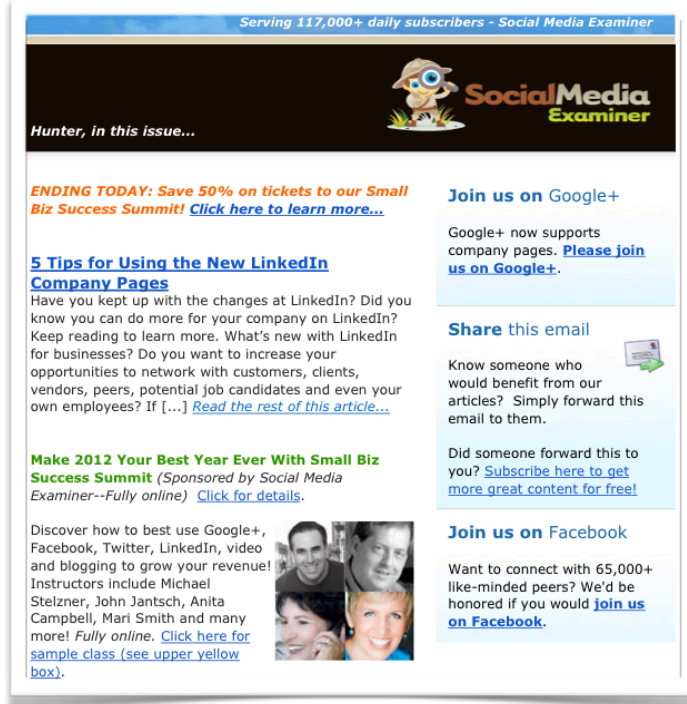 Serving 117,000+ daily subscribers - Social Media Examiner
SocialMedia
Examiner
Hunter, in this issue...
ENDING TODAY: Save 50% on tickets to our Small
Biz Success Summit! Click here to learn more...
5 Tips for Using the New LinkedIn
Company Pages
Have you kept up with the changes at LinkedIn? Did you
know you can do more for your company on LinkedIn?
Keep reading to learn more. What's new with LinkedIn
for businesses? Do you want to increase your
opportunities to network with customers, clients,
vendors, peers, potential job candidates and even your
own employees? If [...] Read the rest of this article...
Make 2012 Your Best Year Ever With Small Biz
Success Summit (Sponsored by Social Media
Examiner--Fully online) Click for details.
Discover how to best use Google+,
Facebook, Twitter, LinkedIn, video
and blogging to grow your revenue!
Instructors include Michael
Stelzner, John Jantsch, Anita
Campbell, Mari Smith and many
more! Fully online. Click here for
sample class (see upper yellow
box).
Join us on Google+
Google+ now supports
company pages. Please join
us on Google+.
Share this email
Know someone who
would benefit from our
articles? Simply forward this
email to them.
Did someone forward this to
you? Subscribe here to get
more great content for free!
Join us on Facebook
Want to connect with 65,000+
like-minded peers? We'd be
honored if you would join us
on Facebook.